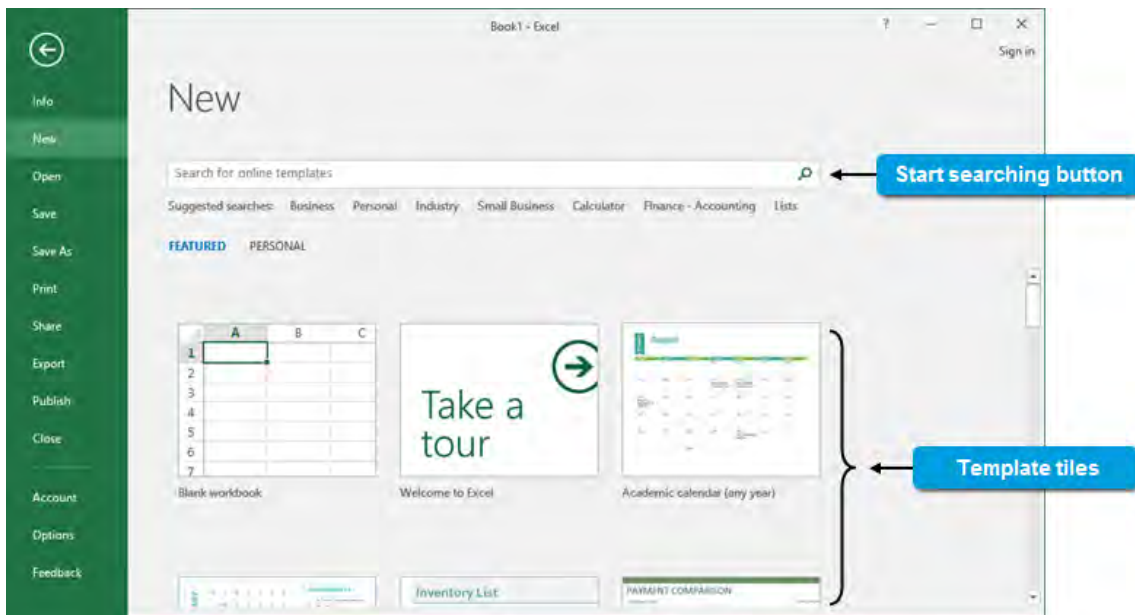 Book1 - Excel
?
Sign in
Info
New
Open
Save
Save As
Print
Share
Export
Publish
Close
Account
Options
Feedback
New
Search for online templates
Start searching button
Suggested searches: Business Personal Industry Small Business Calculator Finance - Accounting Lists
FEATURED PERSONAL
A B C
1
2
3
4
5
6
7
Take a
tour
August
Blank workbook
Welcome to Excel
Academic calendar (any year)
Template tiles
Inventory List
PAYMENT COMPARISON